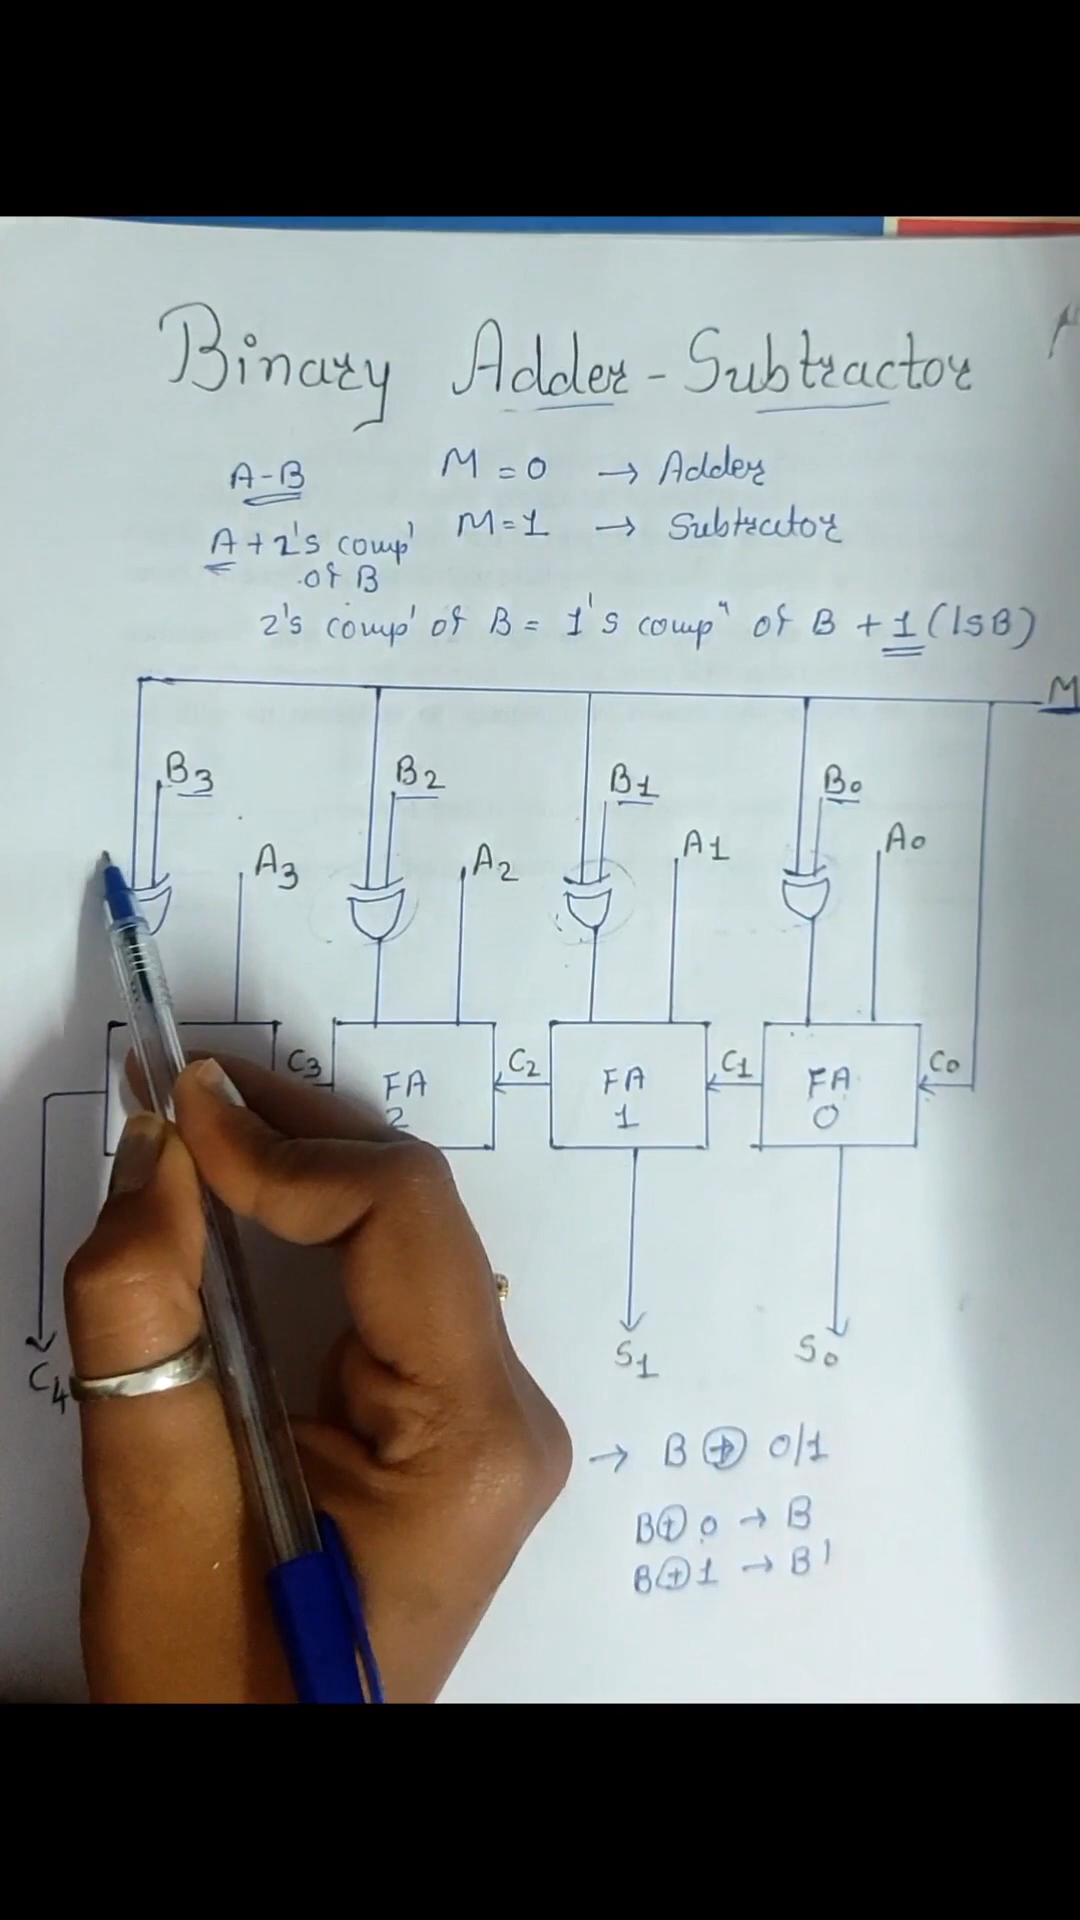 Binary Adder-Subtractor
A-B
M = 0 → Adder
A + 2's comp'
M=1 → Subtrator
of B
2's comp' of B = 1's comp" of B + 1 (LSB)
M
B3 B2 B1 B0
A3 A2 A1 A0
C3 C2 C1 C0
FA FA FA
2 1 0
C4 S1 S0
→ B ⊕ 0/1
B⊕0 → B
B⊕1 → B'